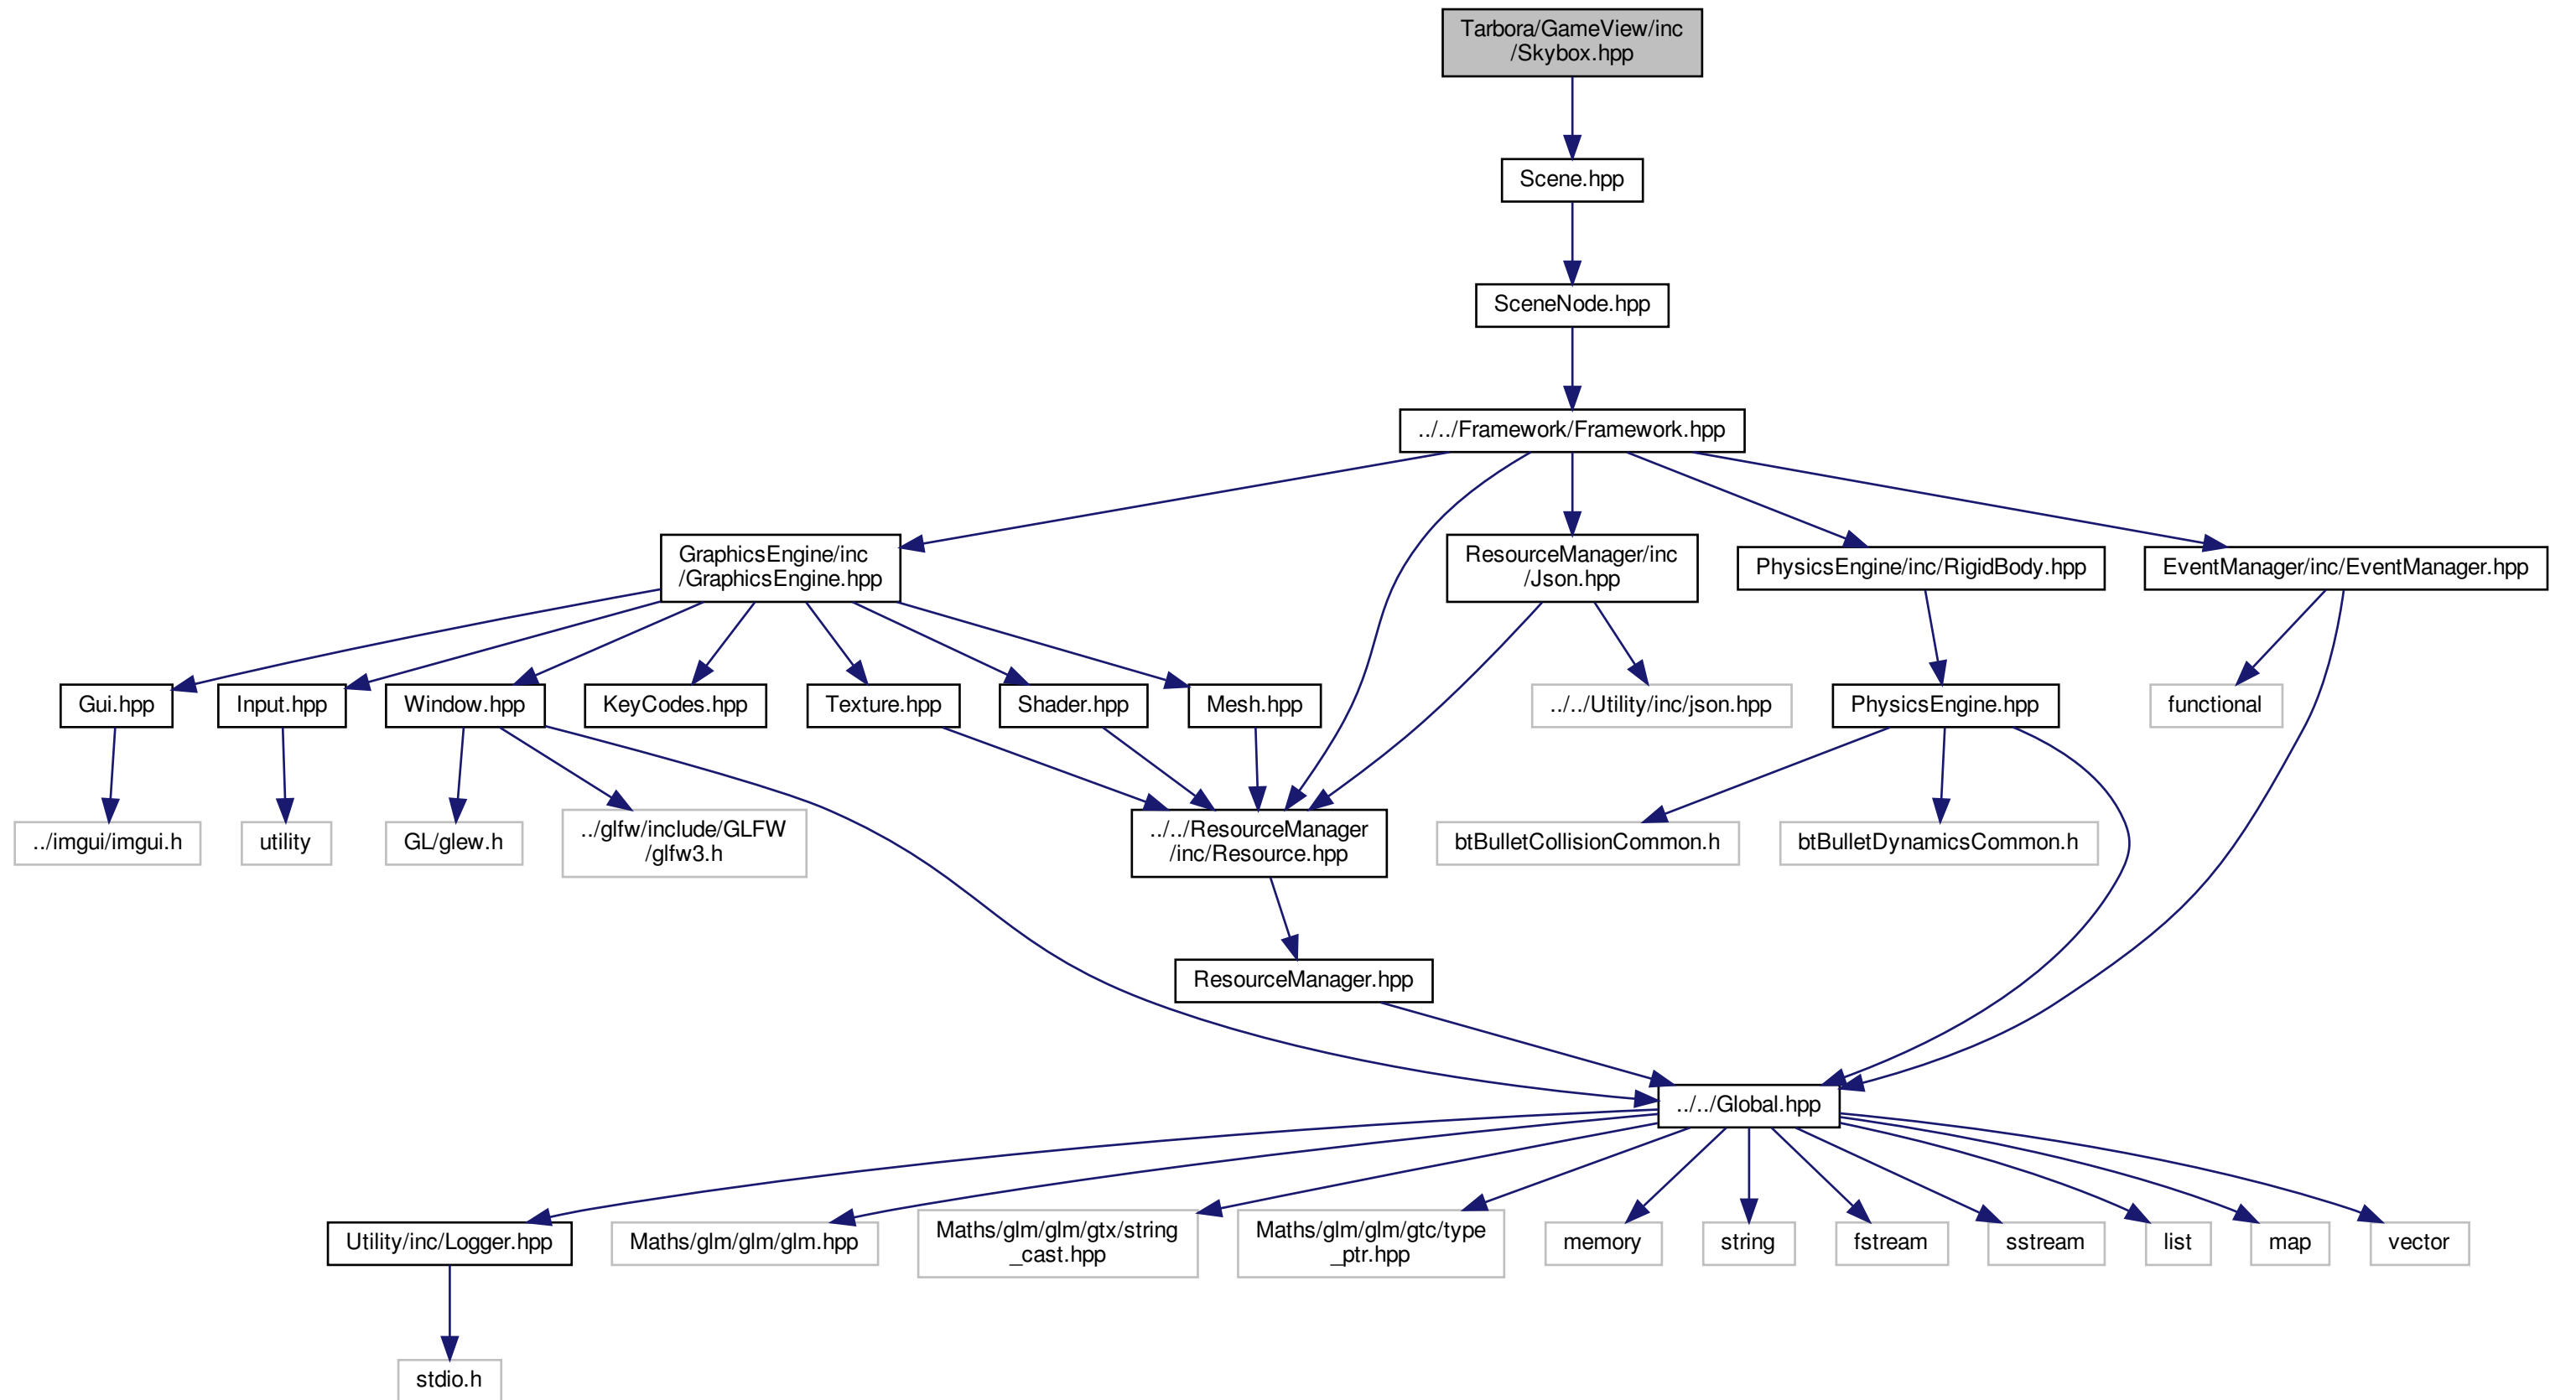 Tarbora/GameView/inc
/Skybox.hpp
Scene.hpp
SceneNode.hpp
../../Framework/Framework.hpp
GraphicsEngine/inc
/GraphicsEngine.hpp
ResourceManager/inc
/Json.hpp
PhysicsEngine/inc/RigidBody.hpp
EventManager/inc/EventManager.hpp
Gui.hpp
Input.hpp
Window.hpp
KeyCodes.hpp
Texture.hpp
Shader.hpp
Mesh.hpp
../../Utility/inc/json.hpp
PhysicsEngine.hpp
functional
../imgui/imgui.h
utility
GL/glew.h
../glfw/include/GLFW
/glfw3.h
../../ResourceManager
/inc/Resource.hpp
btBulletCollisionCommon.h
btBulletDynamicsCommon.h
ResourceManager.hpp
../../Global.hpp
Utility/inc/Logger.hpp
Maths/glm/glm/glm.hpp
Maths/glm/glm/gtx/string
_cast.hpp
Maths/glm/glm/gtc/type
_ptr.hpp
memory
string
fstream
sstream
list
map
vector
stdio.h